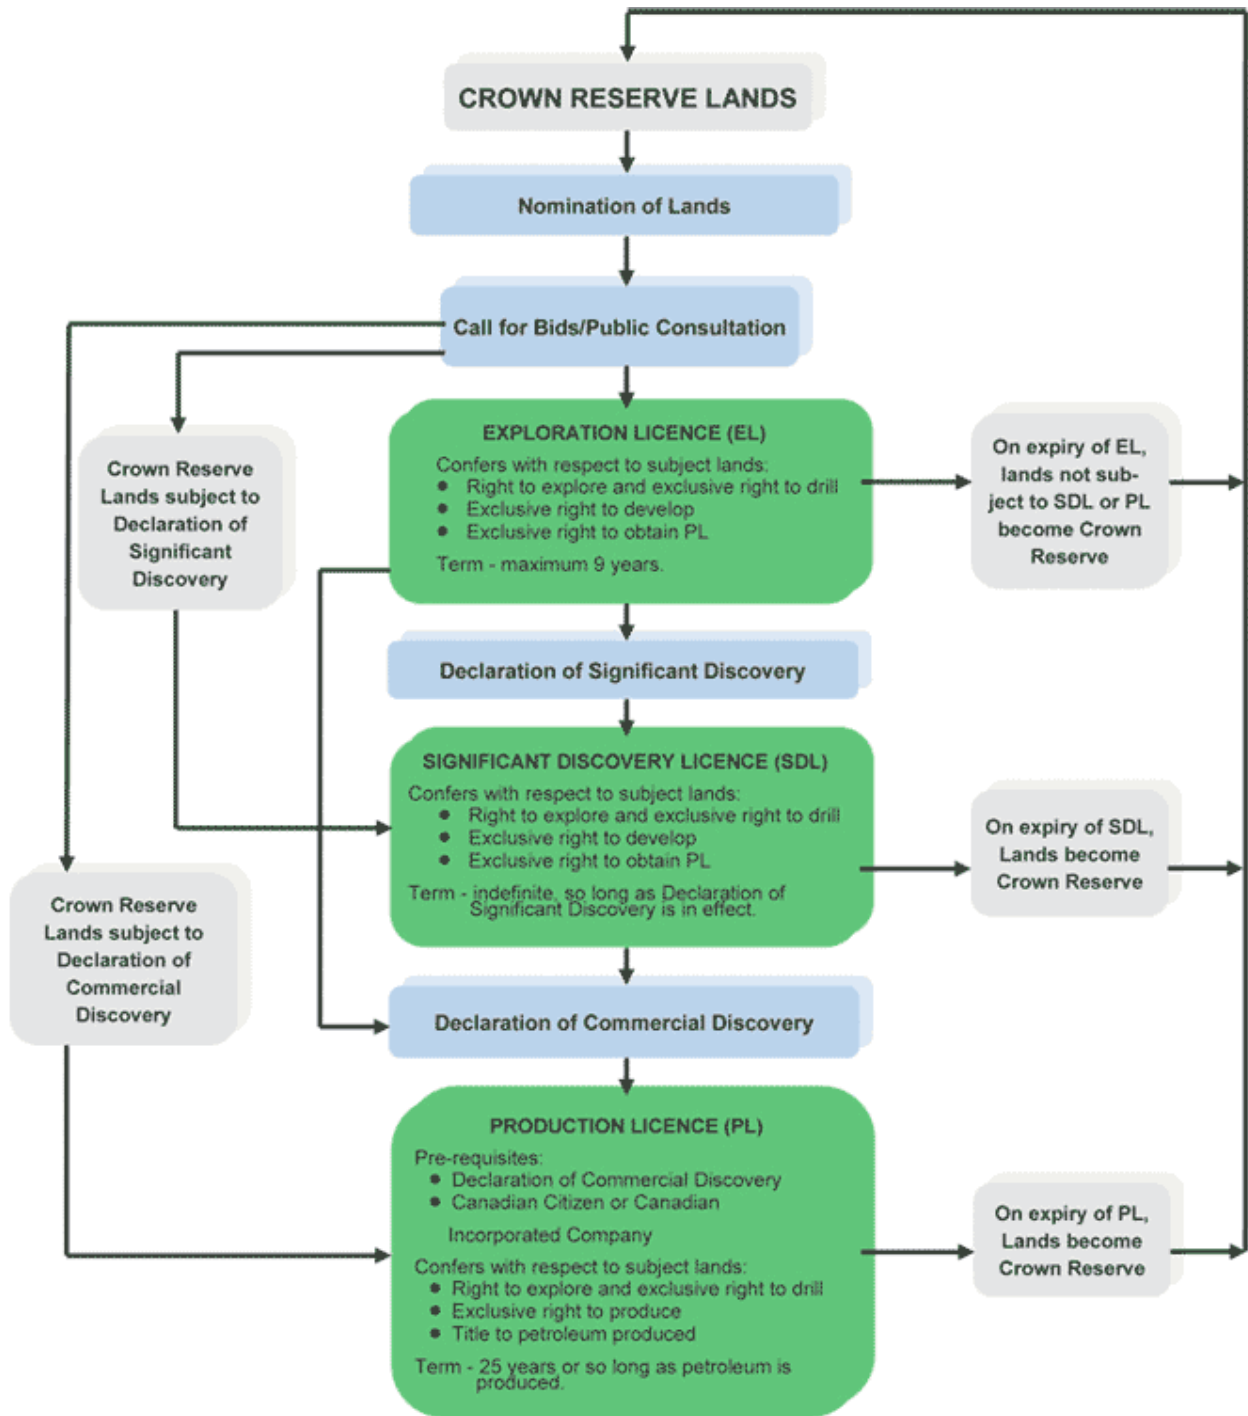 CROWN RESERVE LANDS
Nomination of Lands
Call for Bids/Public Consultation
EXPLORATION LICENCE (EL)
Confers with respect to subject lands:
● Right to explore and exclusive right to drill
● Exclusive right to develop
● Exclusive right to obtain PL
Term - maximum 9 years.
On expiry of EL,
lands not sub-
ject to SDL or PL
become Crown
Reserve
Crown Reserve
Lands subject to
Declaration of
Significant
Discovery
Declaration of Significant Discovery
SIGNIFICANT DISCOVERY LICENCE (SDL)
Confers with respect to subject lands:
● Right to explore and exclusive right to drill
● Exclusive right to develop
● Exclusive right to obtain PL
Term - indefinite, so long as Declaration of
Significant Discovery is in effect.
On expiry of SDL,
Lands become
Crown Reserve
Crown Reserve
Lands subject to
Declaration of
Commercial
Discovery
Declaration of Commercial Discovery
PRODUCTION LICENCE (PL)
Pre-requisites:
● Declaration of Commercial Discovery
● Canadian Citizen or Canadian
Incorporated Company
Confers with respect to subject lands:
● Right to explore and exclusive right to drill
● Exclusive right to produce
● Title to petroleum produced
Term - 25 years or so long as petroleum is
produced.
On expiry of PL,
Lands become
Crown Reserve